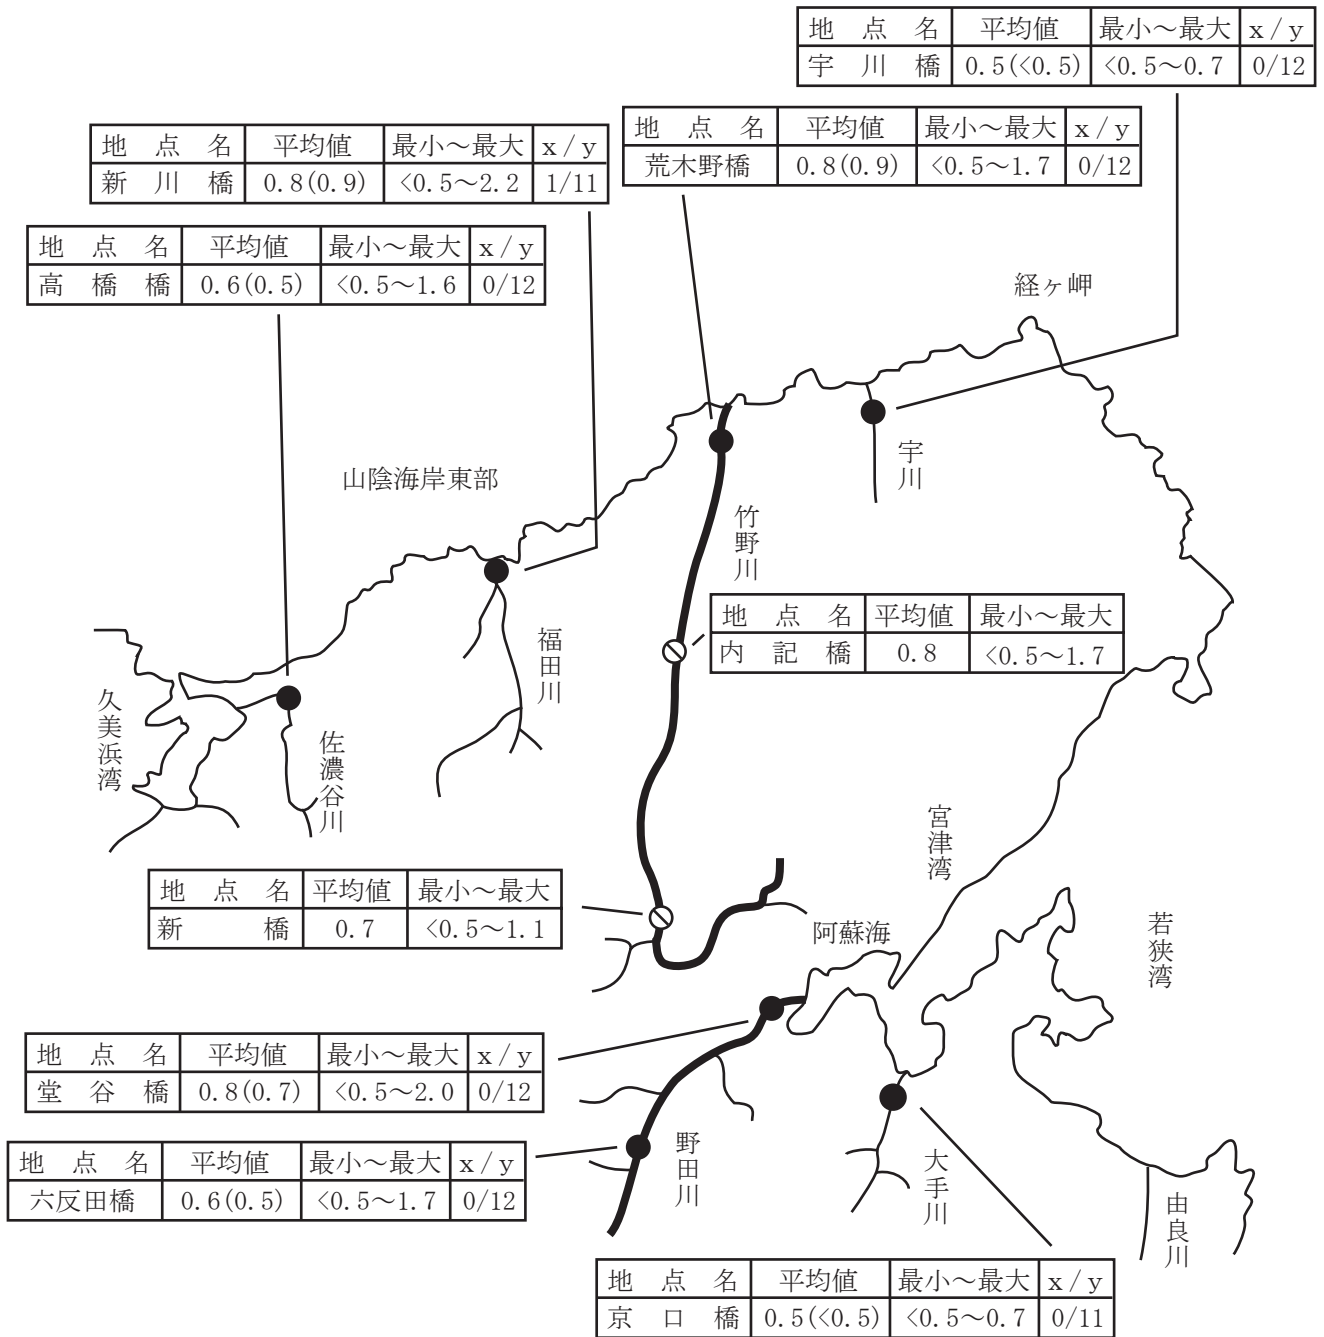 地 点 名 平均値 最小～最大 x / y
宇 川 橋 0.5(<0.5) <0.5～0.7 0/12
地 点 名 平均値 最小～最大 x / y
荒木野橋 0.8(0.9) <0.5～1.7 0/12
地 点 名 平均値 最小～最大 x / y
新 川 橋 0.8(0.9) <0.5～2.2 1/11
地 点 名 平均値 最小～最大 x / y
高 橋 橋 0.6(0.5) <0.5～1.6 0/12
経ヶ岬
宇川
山陰海岸東部
竹野川
地 点 名 平均値 最小～最大
内 記 橋 0.8 <0.5～1.7
福田川
久美浜湾
佐濃谷川
宮津湾
地 点 名 平均値 最小～最大
新 橋 0.7 <0.5～1.1
阿蘇海
若狭湾
地 点 名 平均値 最小～最大 x / y
堂 谷 橋 0.8(0.7) <0.5～2.0 0/12
地 点 名 平均値 最小～最大 x / y
六反田橋 0.6(0.5) <0.5～1.7 0/12
野田川
大手川
由良川
地 点 名 平均値 最小～最大 x / y
京 口 橋 0.5(<0.5) <0.5～0.7 0/11